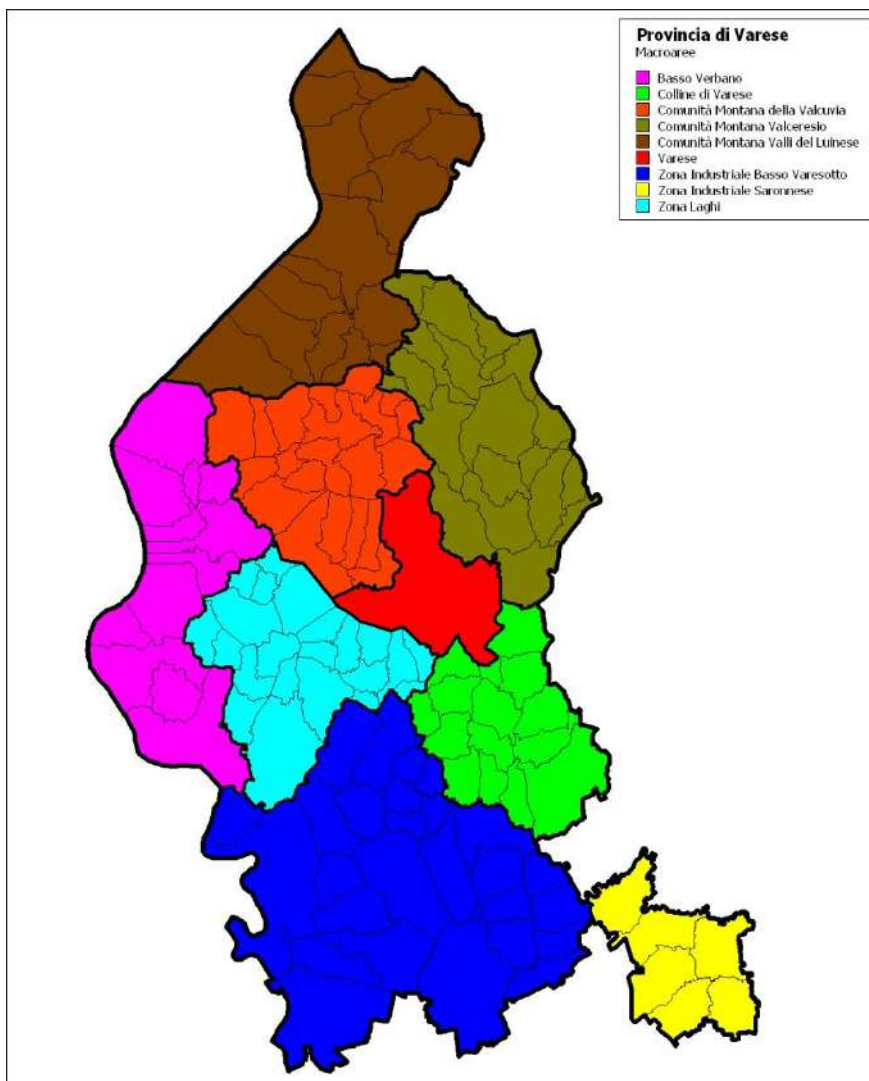 Provincia di Varese
Macroaree
Basso Verbano
Colline di Varese
Comunità Montana della Valcuvia
Comunità Montana Valceresio
Comunità Montana Valli del Luinese
Varese
Zona Industriale Basso Varesotto
Zona Industriale Saronnese
Zona Laghi